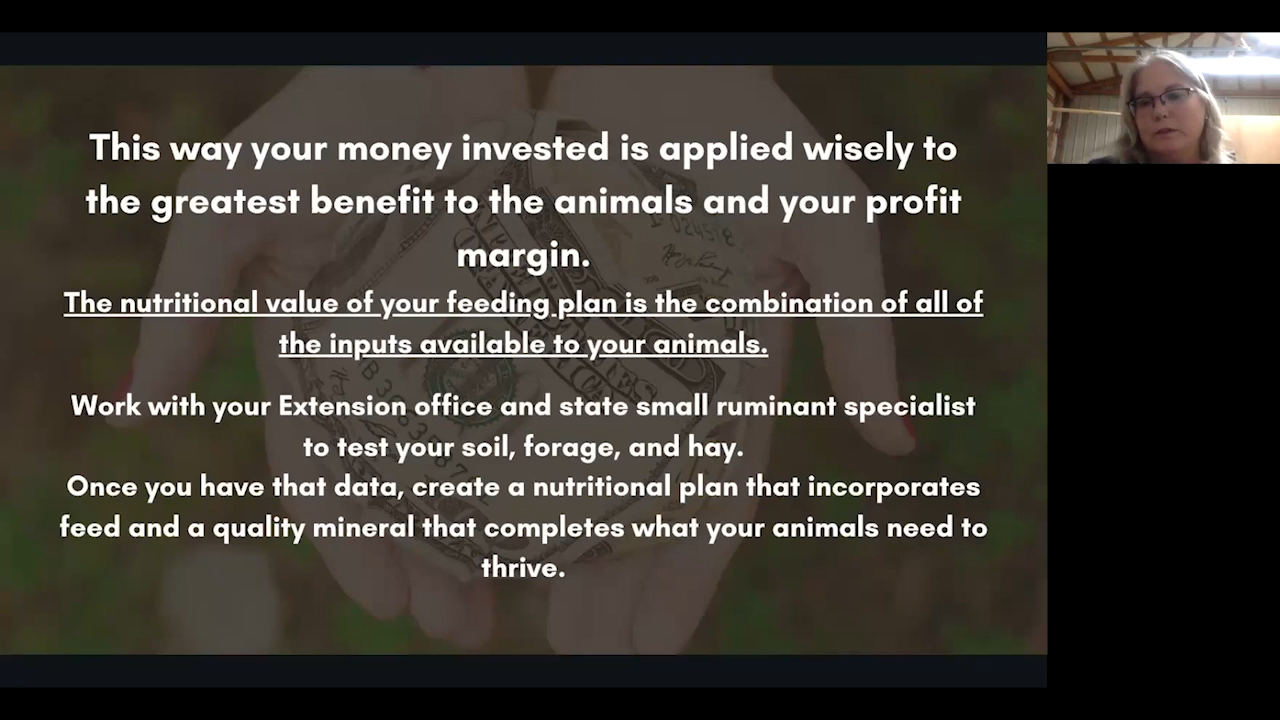 This way your money invested is applied wisely to
the greatest benefit to the animals and your profit
margin.
The nutritional value of your feeding plan is the combination of all of
the inputs available to your animals.
Work with your Extension office and state small ruminant specialist
to test your soil, forage, and hay.
Once you have that data, create a nutritional plan that incorporates
feed and a quality mineral that completes what your animals need to
thrive.